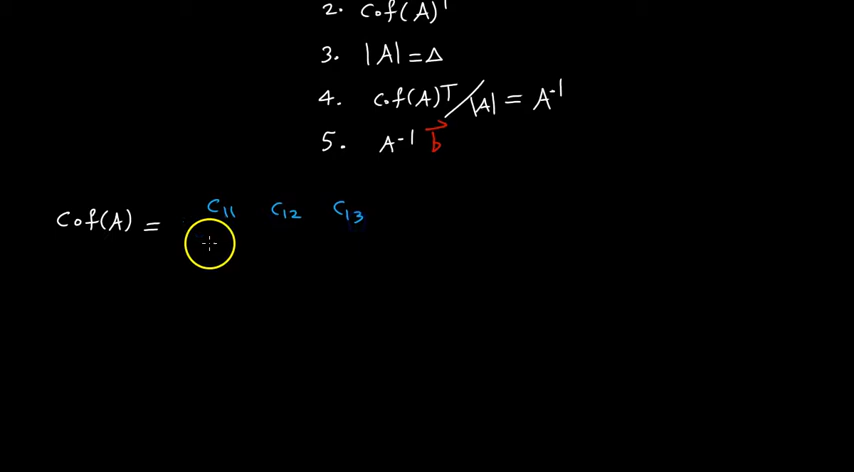 2. Cof(A)ᵀ
3. |A| = Δ
4. Cof(A)ᵀ/|A| = A⁻¹
5. A⁻¹ b⃗
Cof(A) = C₁₁ C₁₂ C₁₃